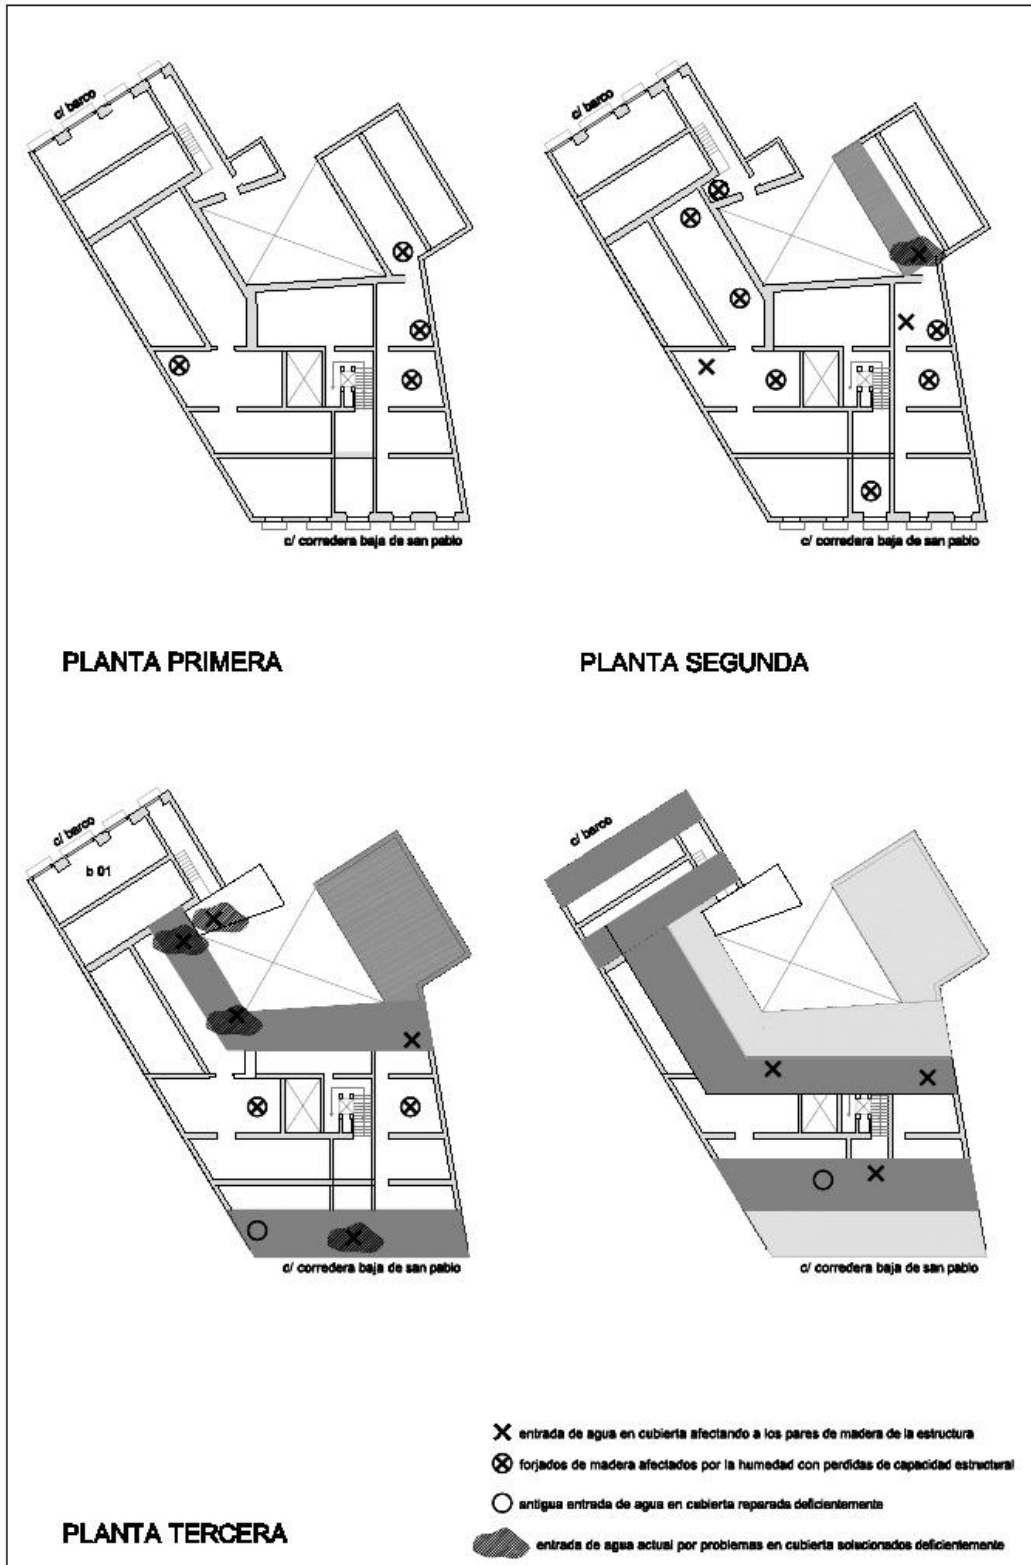 c/ barco
c/ corredera baja de san pablo
PLANTA PRIMERA
c/ barco
c/ corredera baja de san pablo
PLANTA SEGUNDA
c/ barco
b 01
c/ corredera baja de san pablo
c/ barco
c/ corredera baja de san pablo
entrada de agua en cubierta afectando a los pares de madera de la estructura
forjados de madera afectados por la humedad con perdidas de capacidad estructural
antigua entrada de agua en cubierta reparada deficientemente
entrada de agua actual por problemas en cubierta solucionados deficientemente
PLANTA TERCERA